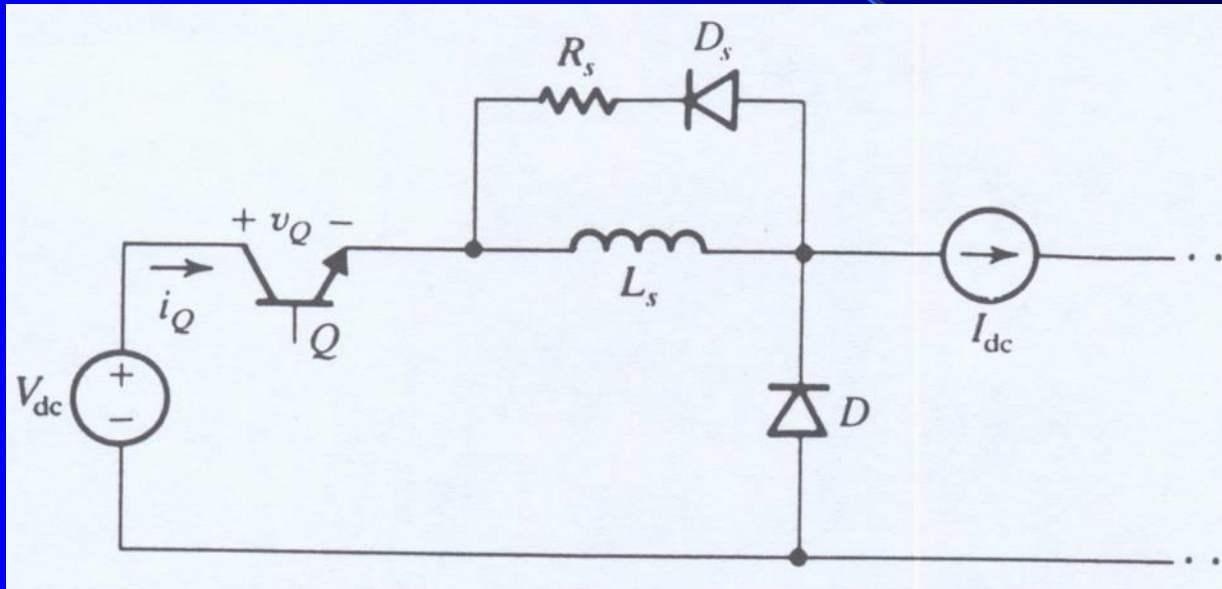 R_s
D_s
+ v_Q −
L_s
i_Q
Q
I_dc
V_dc
+
−
D